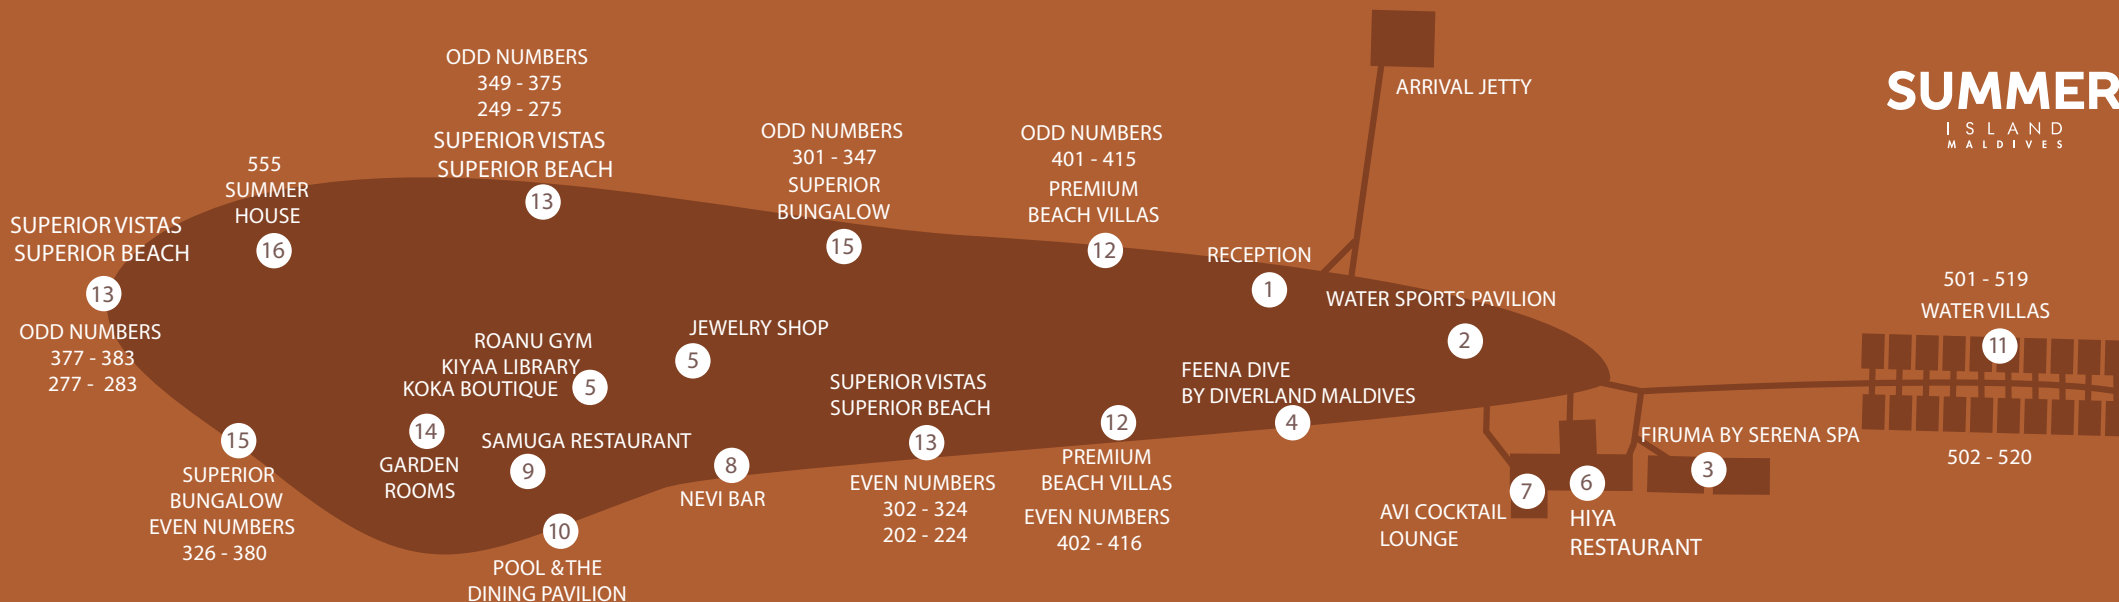 ODD NUMBERS
349 - 375
249 - 275
SUPERIOR VISTAS
SUPERIOR BEACH
13
ARRIVAL JETTY
SUMMER
ISLAND
MALDIVES
555
SUMMER
HOUSE
16
ODD NUMBERS
301 - 347
SUPERIOR
BUNGALOW
15
ODD NUMBERS
401 - 415
PREMIUM
BEACH VILLAS
12
SUPERIOR VISTAS
SUPERIOR BEACH
13
ODD NUMBERS
377 - 383
277 - 283
RECEPTION
1
WATER SPORTS PAVILION
2
501 - 519
WATER VILLAS
11
502 - 520
ROANU GYM
KIYAA LIBRARY
KOKA BOUTIQUE
5
JEWELRY SHOP
5
SUPERIOR VISTAS
SUPERIOR BEACH
13
EVEN NUMBERS
302 - 324
202 - 224
FEENA DIVE
BY DIVERLAND MALDIVES
4
12
PREMIUM
BEACH VILLAS
EVEN NUMBERS
402 - 416
15
SUPERIOR
BUNGALOW
EVEN NUMBERS
326 - 380
14
GARDEN
ROOMS
SAMUGA RESTAURANT
9
8
NEVI BAR
10
POOL & THE
DINING PAVILION
FIRUMA BY SERENA SPA
3
7
AVI COCKTAIL
LOUNGE
6
HIYA
RESTAURANT